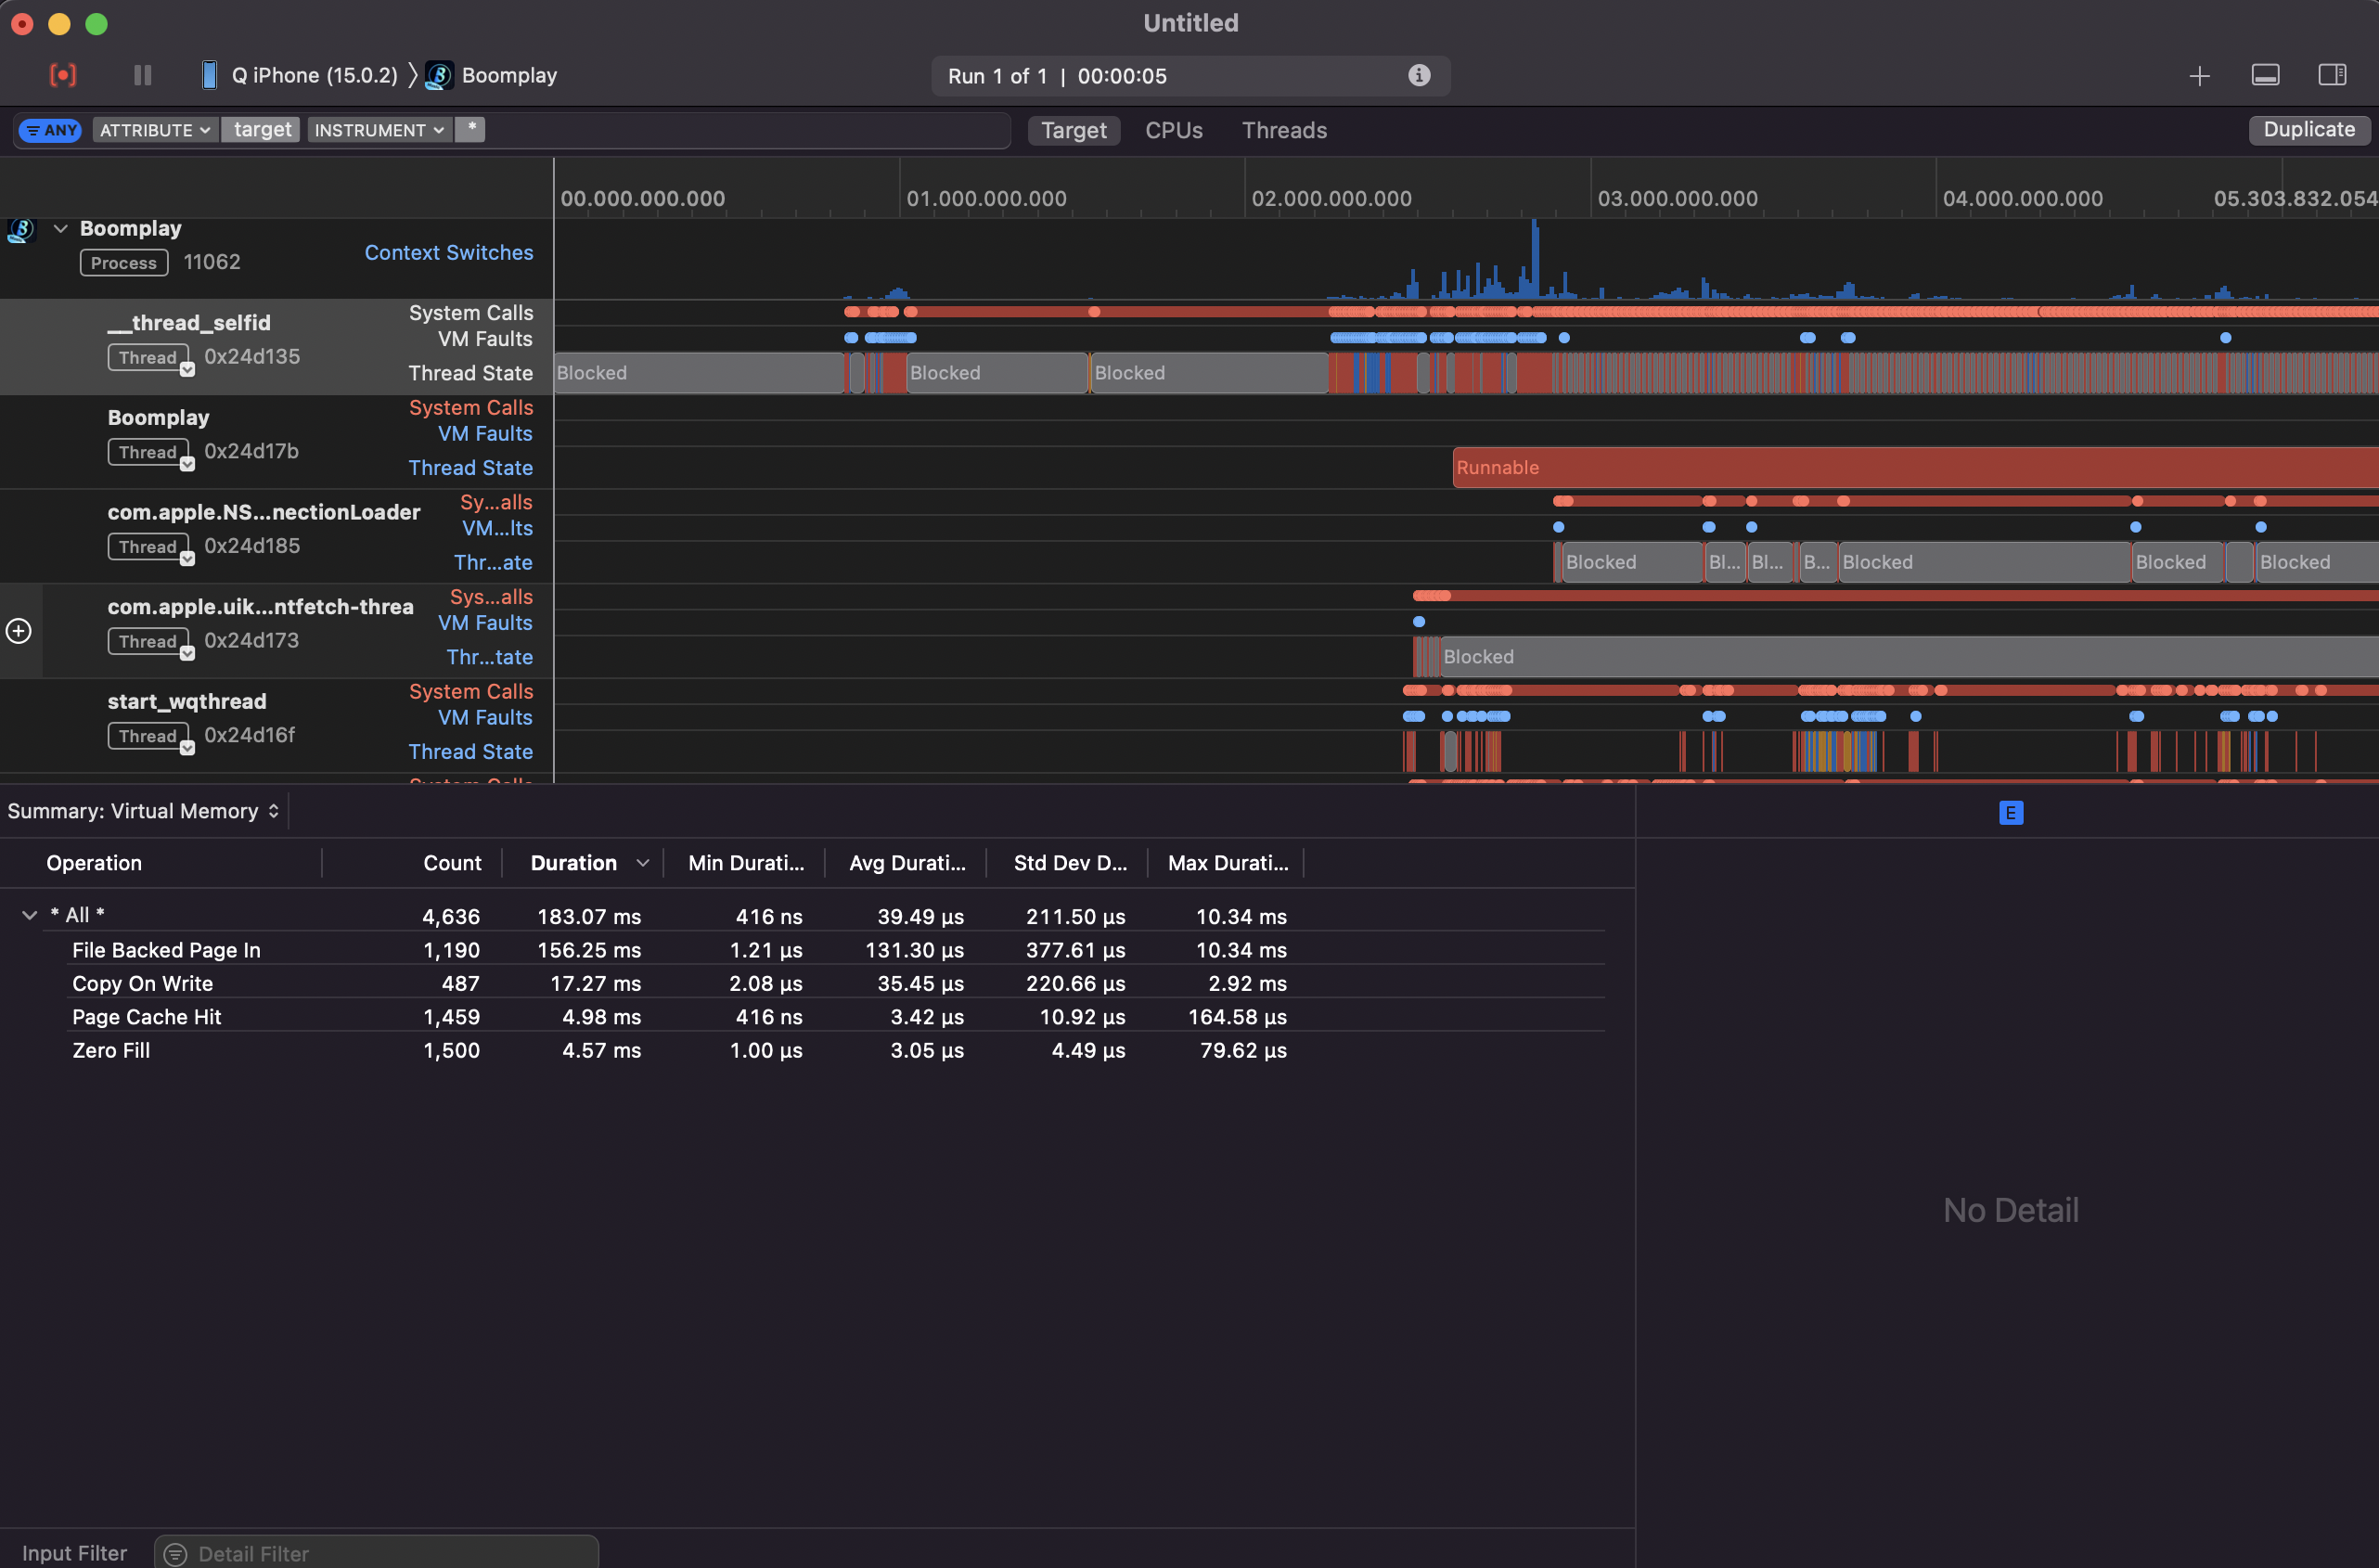 Untitled
Q iPhone (15.0.2) 〉 Boomplay
Run 1 of 1 | 00:00:05
ANY ATTRIBUTE target INSTRUMENT *
Target CPUs Threads
Duplicate
00.000.000.000 01.000.000.000 02.000.000.000 03.000.000.000 04.000.000.000 05.303.832.054
Boomplay
Process 11062
Context Switches
__thread_selfid
Thread 0x24d135
System Calls
VM Faults
Thread State
Blocked Blocked Blocked
Boomplay
Thread 0x24d17b
System Calls
VM Faults
Thread State
Runnable
com.apple.NS...nectionLoader
Thread 0x24d185
Sy...alls
VM...lts
Thr...ate
Blocked Bl... Bl... B... Blocked Blocked Blocked
com.apple.uik...ntfetch-threa
Thread 0x24d173
Sys...alls
VM Faults
Thr...tate
Blocked
start_wqthread
Thread 0x24d16f
System Calls
VM Faults
Thread State
System Calls
Summary: Virtual Memory
E
Operation Count Duration Min Durati... Avg Durati... Std Dev D... Max Durati...
* All * 4,636 183.07 ms 416 ns 39.49 µs 211.50 µs 10.34 ms
File Backed Page In 1,190 156.25 ms 1.21 µs 131.30 µs 377.61 µs 10.34 ms
Copy On Write 487 17.27 ms 2.08 µs 35.45 µs 220.66 µs 2.92 ms
Page Cache Hit 1,459 4.98 ms 416 ns 3.42 µs 10.92 µs 164.58 µs
Zero Fill 1,500 4.57 ms 1.00 µs 3.05 µs 4.49 µs 79.62 µs
No Detail
Input Filter Detail Filter